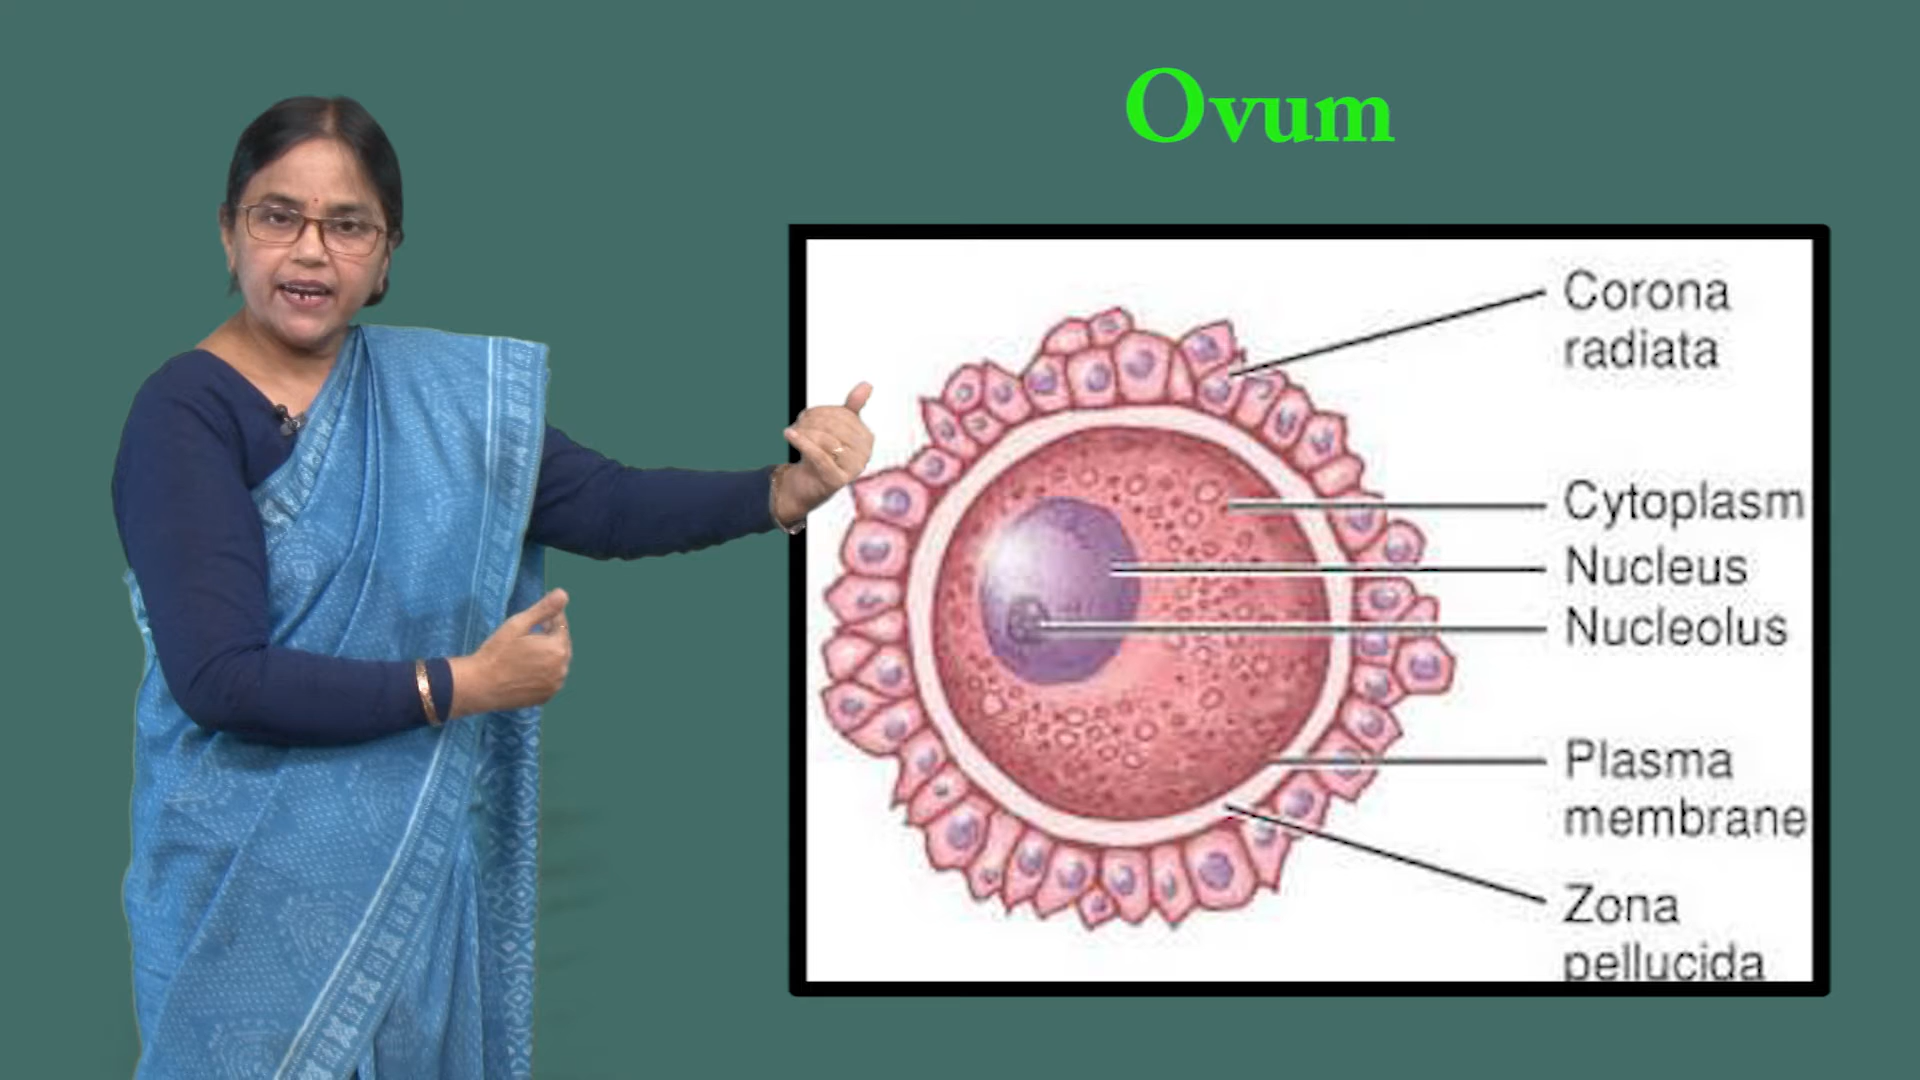 Ovum
Corona
radiata
Cytoplasm
Nucleus
Nucleolus
Plasma
membrane
Zona
pellucida